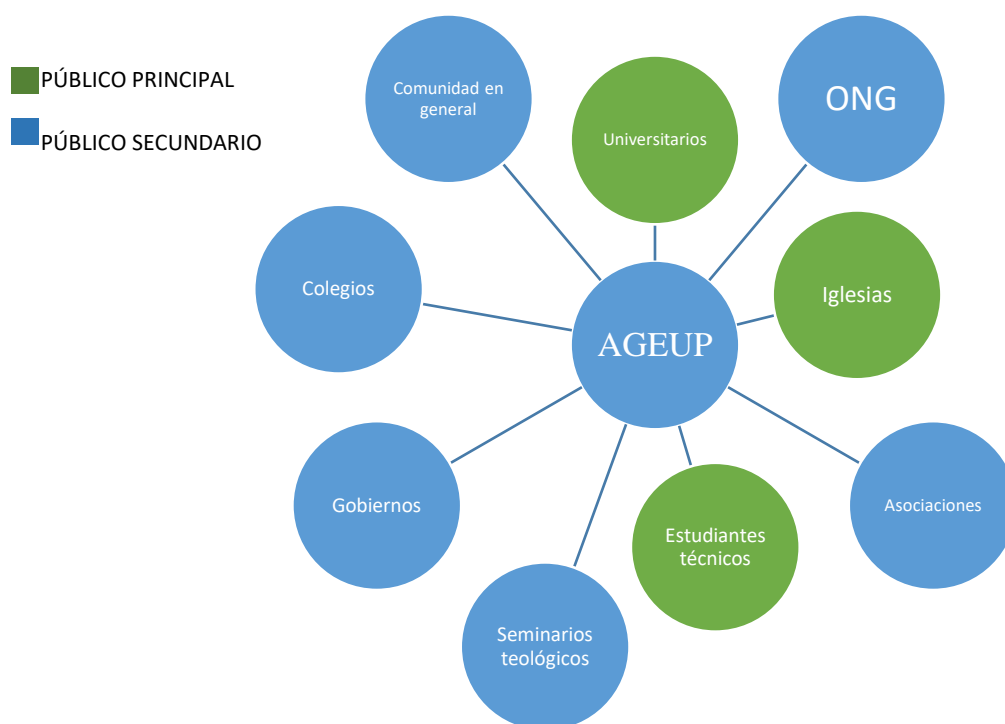 PÚBLICO PRINCIPAL
PÚBLICO SECUNDARIO
Comunidad en
general
Universitarios
ONG
Colegios
Iglesias
AGEUP
Gobiernos
Asociaciones
Estudiantes
técnicos
Seminarios
teológicos